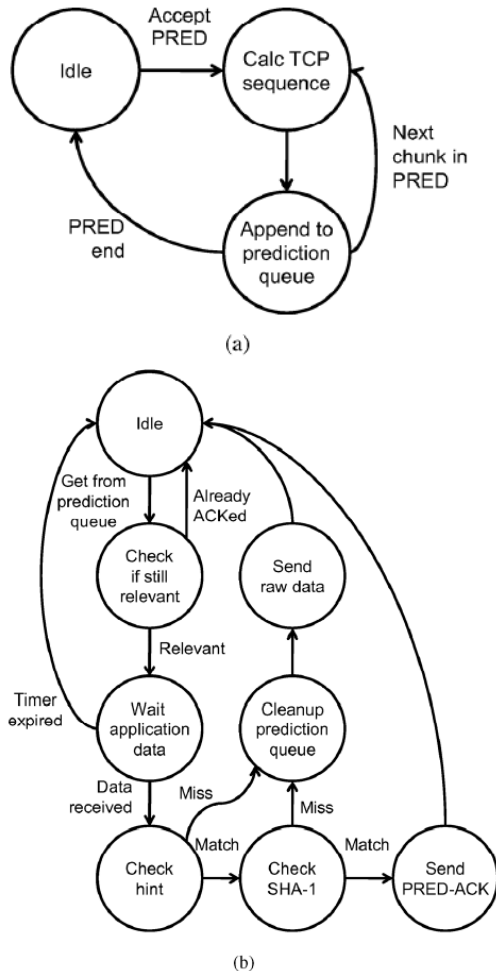 Accept
PRED
Idle
Calc TCP
sequence
Next
chunk in
PRED
PRED
end
Append to
prediction
queue
(a)
Idle
Get from
prediction
queue
Already
ACKed
Check
if still
relevant
Send
raw data
Relevant
Timer
expired
Wait
application
data
Cleanup
prediction
queue
Data
received
Miss
Miss
Match
Match
Check
hint
Check
SHA-1
Send
PRED-ACK
(b)